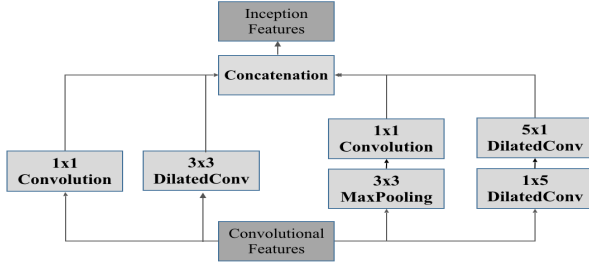 Inception
Features
Concatenation
1x1
Convolution
3x3
DilatedConv
1x1
Convolution
5x1
DilatedConv
3x3
MaxPooling
1x5
DilatedConv
Convolutional
Features